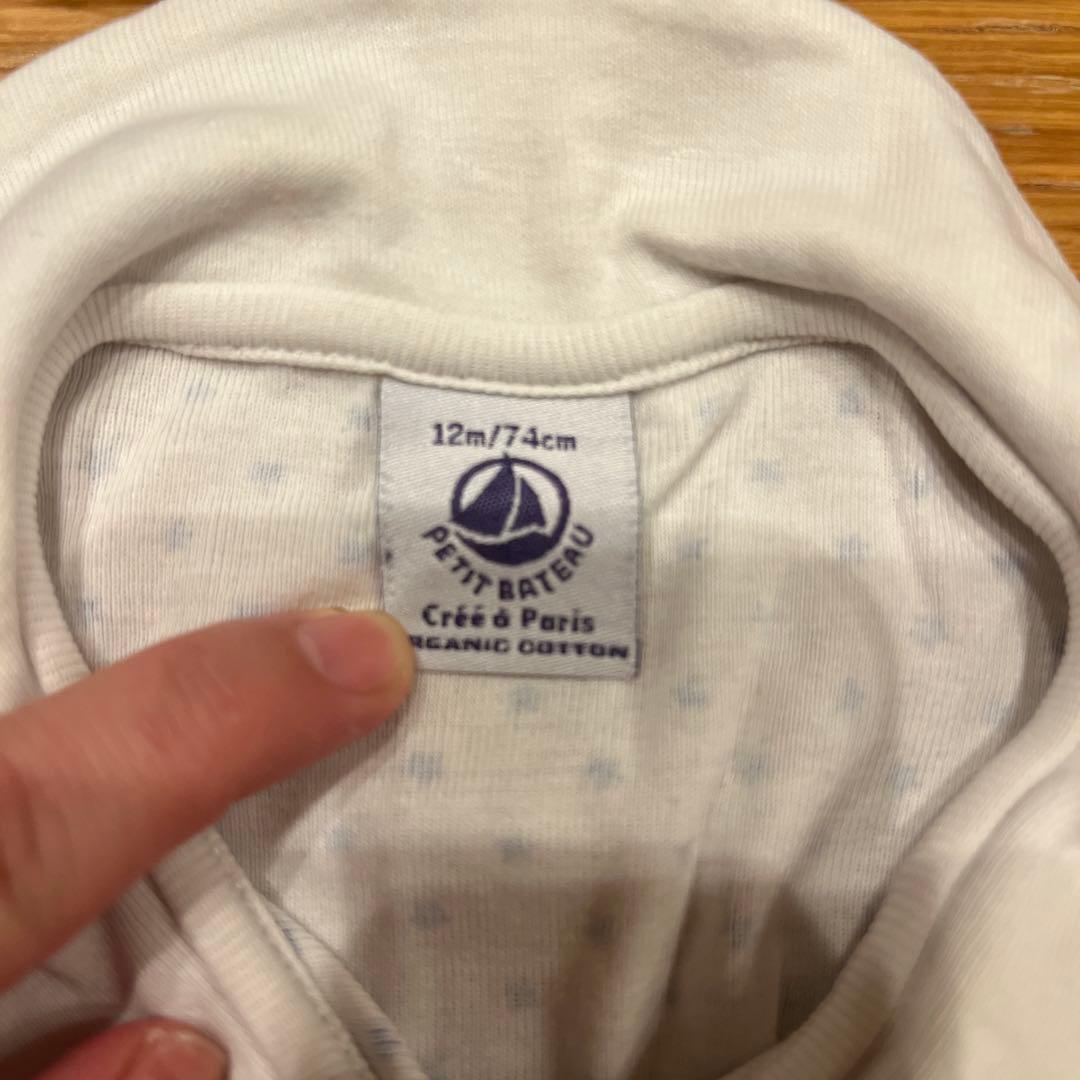 12m/74cm
PETIT BATEAU
Créé à Paris
RGANIC COTTON